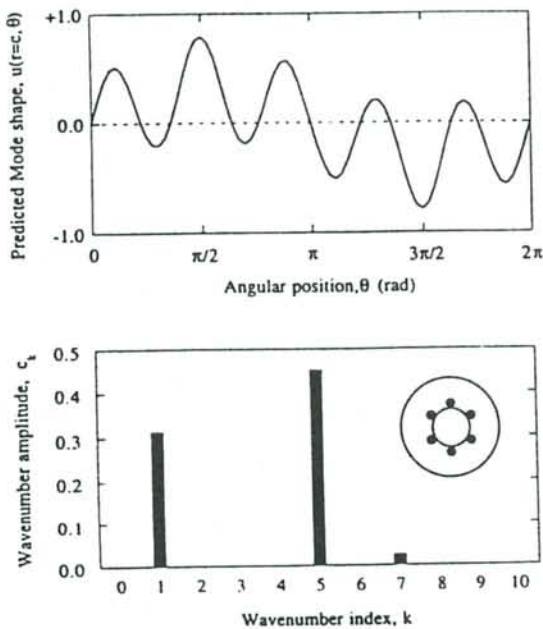 Predicted Mode shape, u(r=c, θ)
+1.0
0.0
-1.0
0 π/2 π 3π/2 2π
Angular position,θ (rad)
Wavenumber amplitude, c_k
0.5
0.4
0.3
0.2
0.1
0.0
0 1 2 3 4 5 6 7 8 9 10
Wavenumber index, k